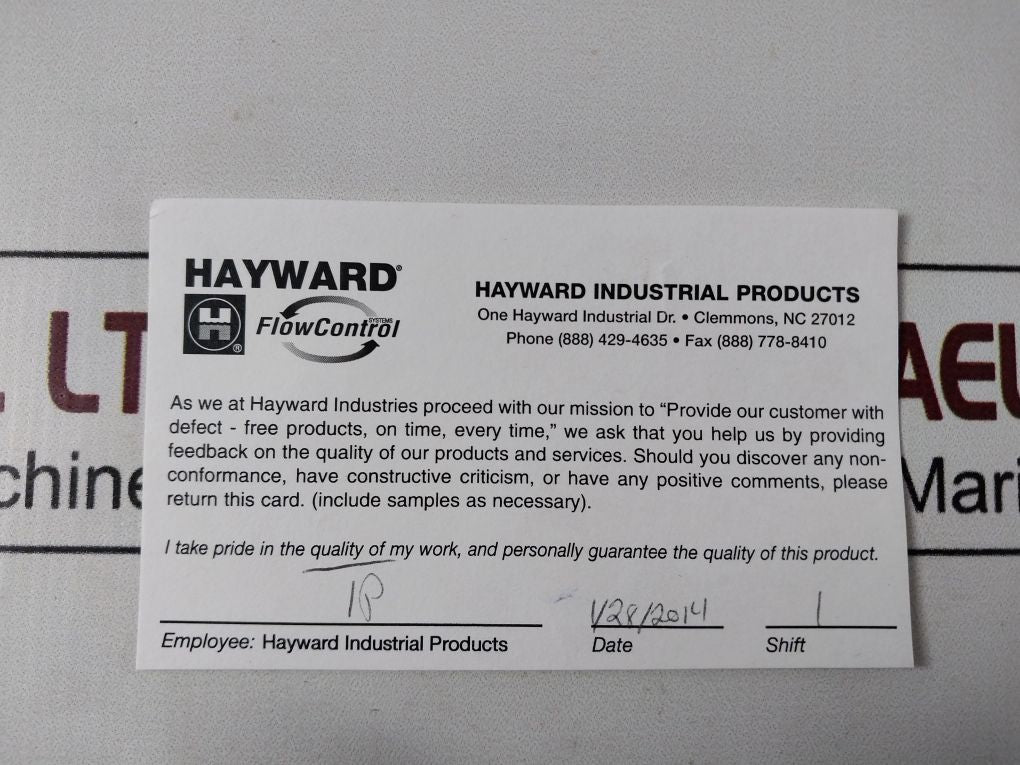 HAYWARD®
H®
FlowControl
SYSTEMS
HAYWARD INDUSTRIAL PRODUCTS
One Hayward Industrial Dr. • Clemmons, NC 27012
Phone (888) 429-4635 • Fax (888) 778-8410
As we at Hayward Industries proceed with our mission to “Provide our customer with
defect - free products, on time, every time,” we ask that you help us by providing
feedback on the quality of our products and services. Should you discover any non-
conformance, have constructive criticism, or have any positive comments, please
return this card. (include samples as necessary).
I take pride in the quality of my work, and personally guarantee the quality of this product.
1P 1/28/2014 1
Employee: Hayward Industrial Products Date Shift
LT
AEL
chine
Mari